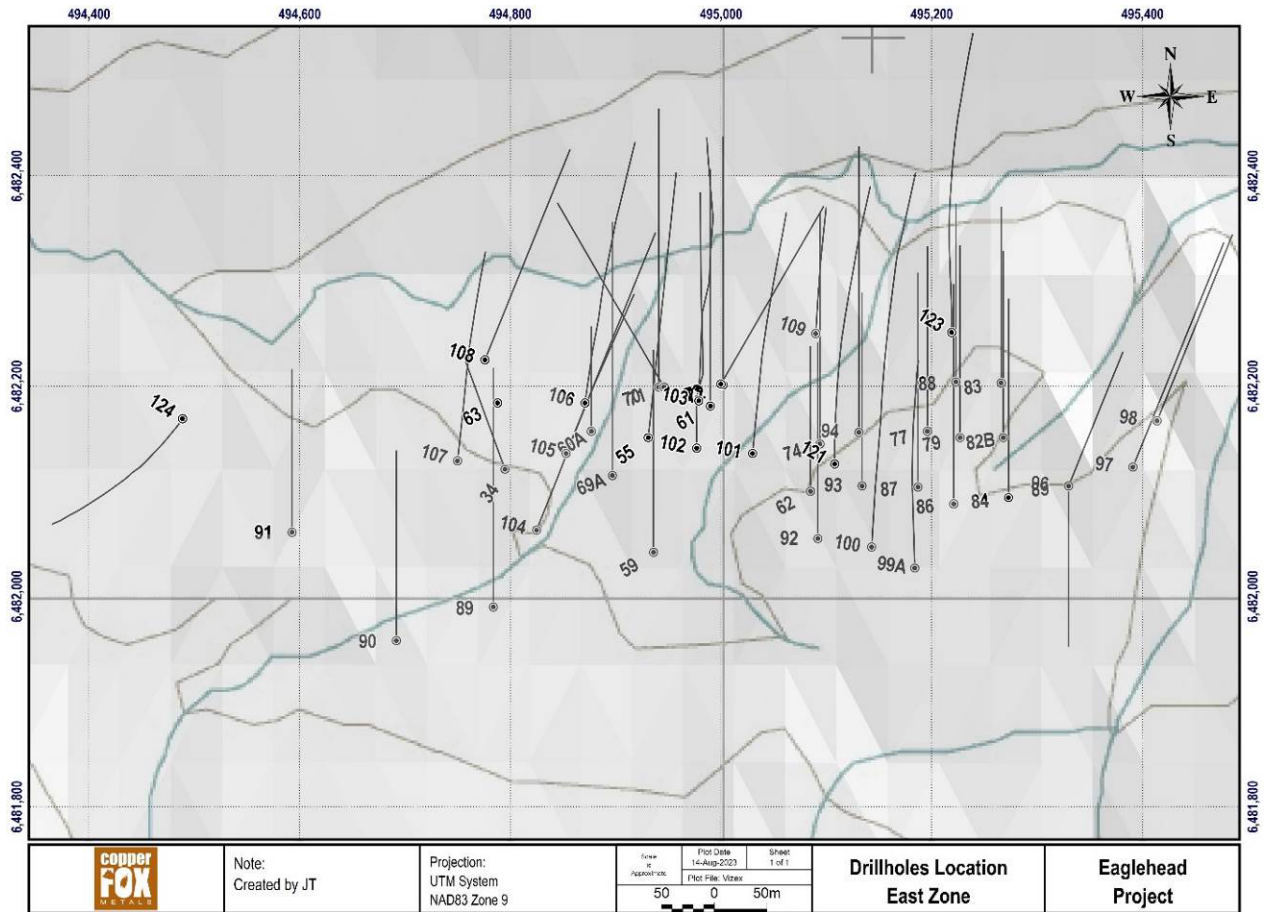 494,400 494,600 494,800 495,000 495,200 495,400
N
W E
S
6,482,400 6,482,400
109
123
108
88 83
6,482,200 6,482,200
106 103
63 61
124 98
94
105 60A 55 102 101 74 77 79 82B
121
107 97
34 69A
62 93 87 86 84
104
91 92 100
59 99A
6,482,000 6,482,000
89
90
6,481,800 6,481,800
copper
FOX
METALS
Note:
Created by JT
Projection:
UTM System
NAD83 Zone 9
Scale
is
Approximate
Plot Date
14-Aug-2023
Sheet
1 of 1
Plot File: Vizex
50 0 50m
Drillholes Location
East Zone
Eaglehead
Project